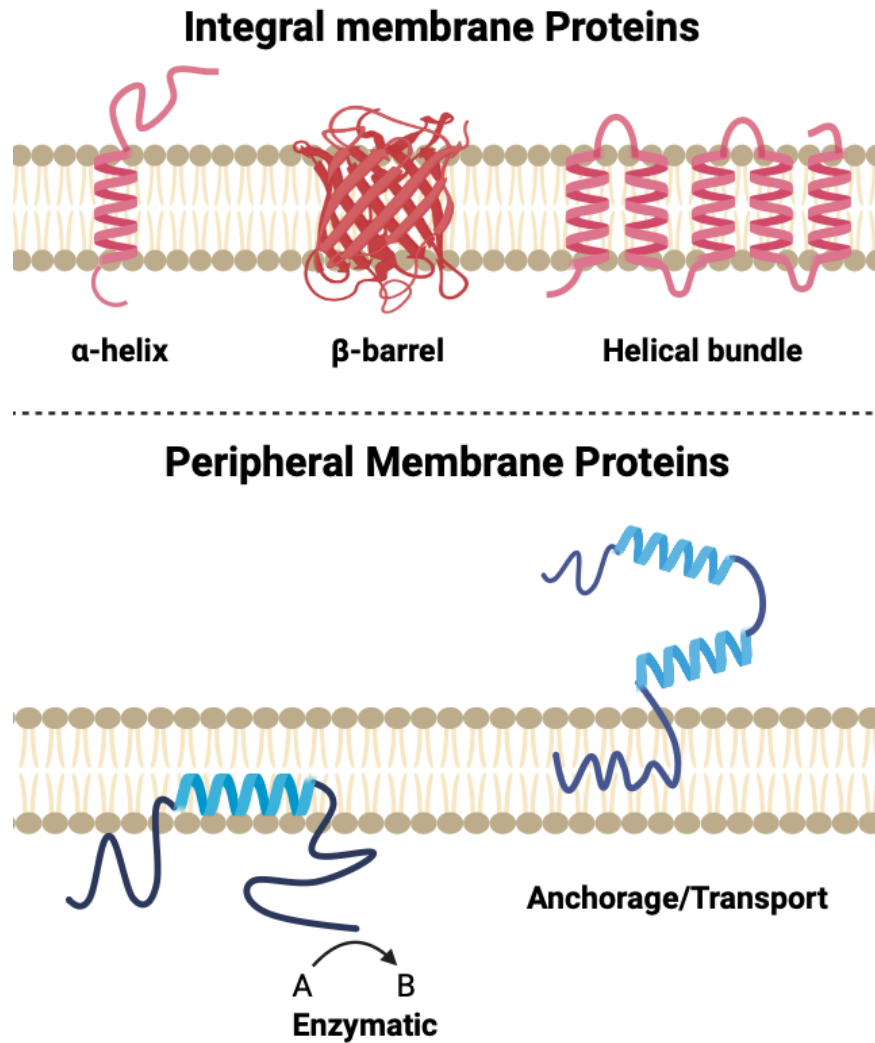 Integral membrane Proteins
α-helix
β-barrel
Helical bundle
Peripheral Membrane Proteins
Anchorage/Transport
A
B
Enzymatic